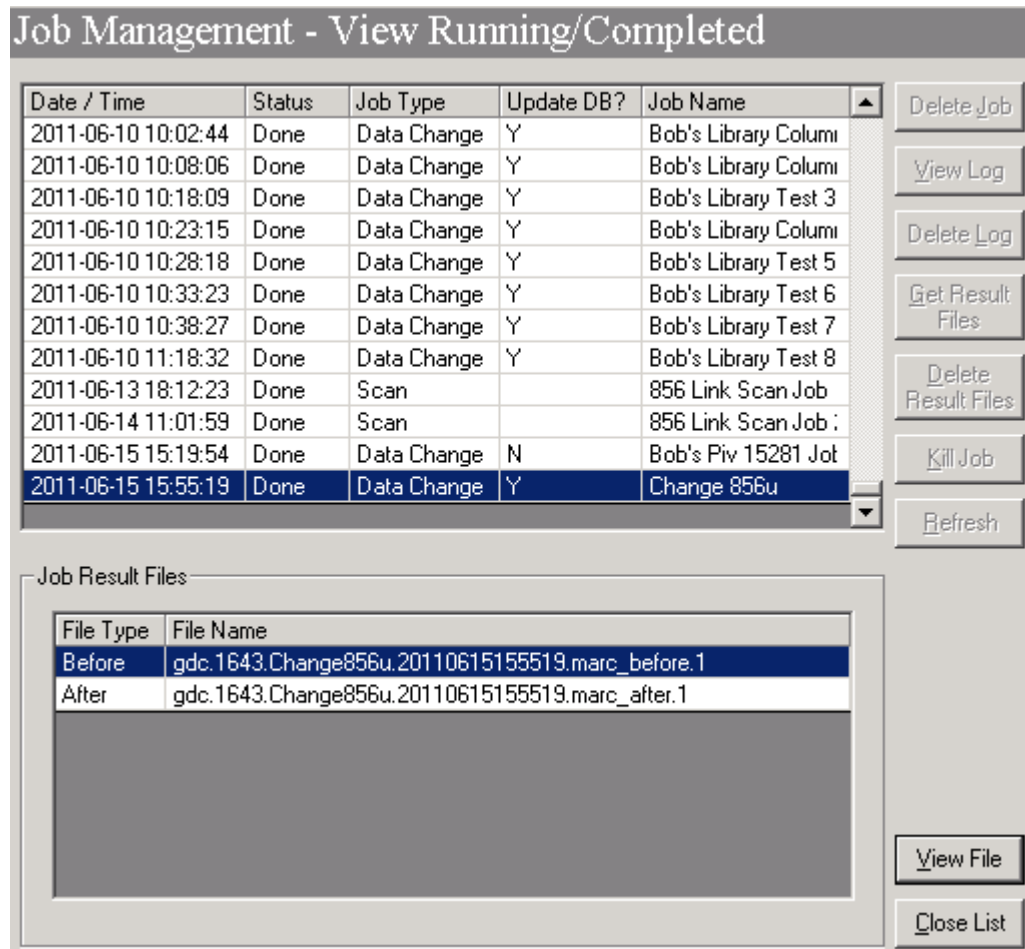 Job Management - View Running/Completed
Date / Time Status Job Type Update DB? Job Name
2011-06-10 10:02:44 Done Data Change Y Bob's Library Colum
2011-06-10 10:08:06 Done Data Change Y Bob's Library Colum
2011-06-10 10:18:09 Done Data Change Y Bob's Library Test 3
2011-06-10 10:23:15 Done Data Change Y Bob's Library Colum
2011-06-10 10:28:18 Done Data Change Y Bob's Library Test 5
2011-06-10 10:33:23 Done Data Change Y Bob's Library Test 6
2011-06-10 10:38:27 Done Data Change Y Bob's Library Test 7
2011-06-10 11:18:32 Done Data Change Y Bob's Library Test 8
2011-06-13 18:12:23 Done Scan 856 Link Scan Job
2011-06-14 11:01:59 Done Scan 856 Link Scan Job
2011-06-15 15:19:54 Done Data Change N Bob's Piv 15281 Job
2011-06-15 15:55:19 Done Data Change Y Change 856u
Delete Job
View Log
Delete Log
Get Result
Files
Delete
Result Files
Kill Job
Refresh
Job Result Files
File Type File Name
Before gdc.1643.Change856u.20110615155519.marc_before.1
After gdc.1643.Change856u.20110615155519.marc_after.1
View File
Close List